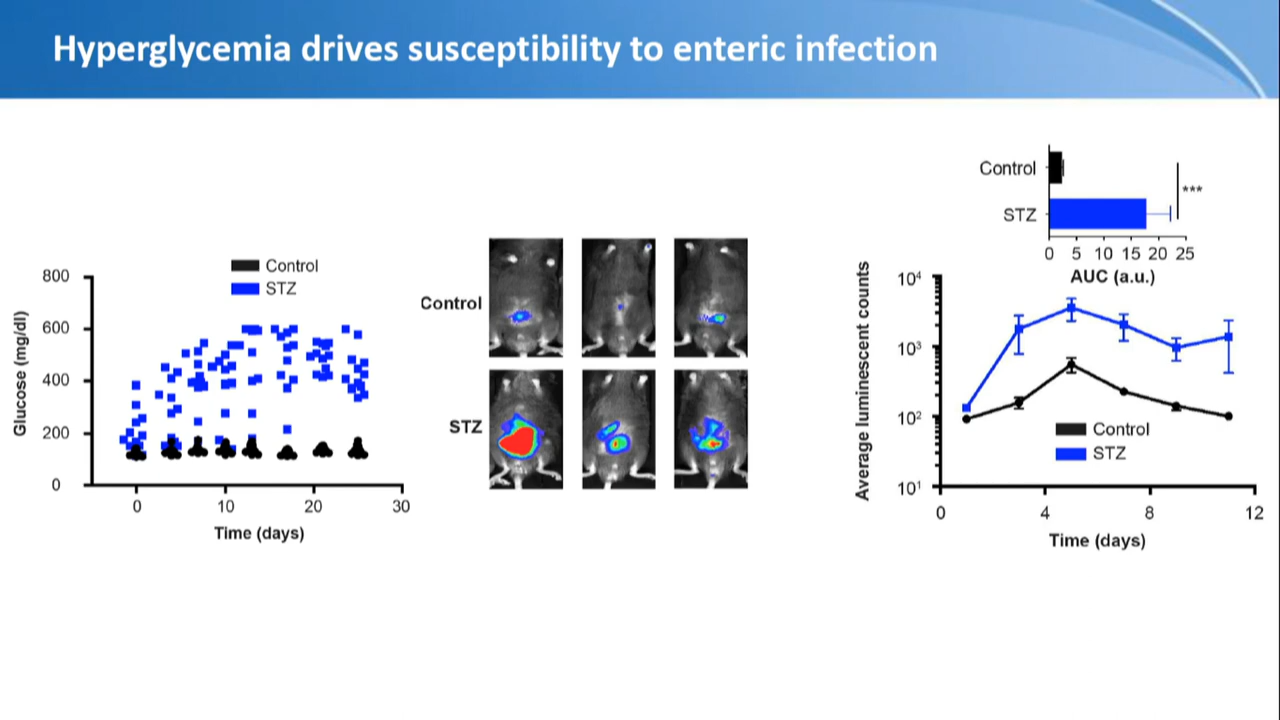 Hyperglycemia drives susceptibility to enteric infection
Control
STZ
Glucose (mg/dl)
800
600
400
200
0
0 10 20 30
Time (days)
Control
STZ
Control
STZ
***
0 5 10 15 20 25
AUC (a.u.)
Average luminescent counts
10⁴
10³
10²
10¹
Control
STZ
0 4 8 12
Time (days)